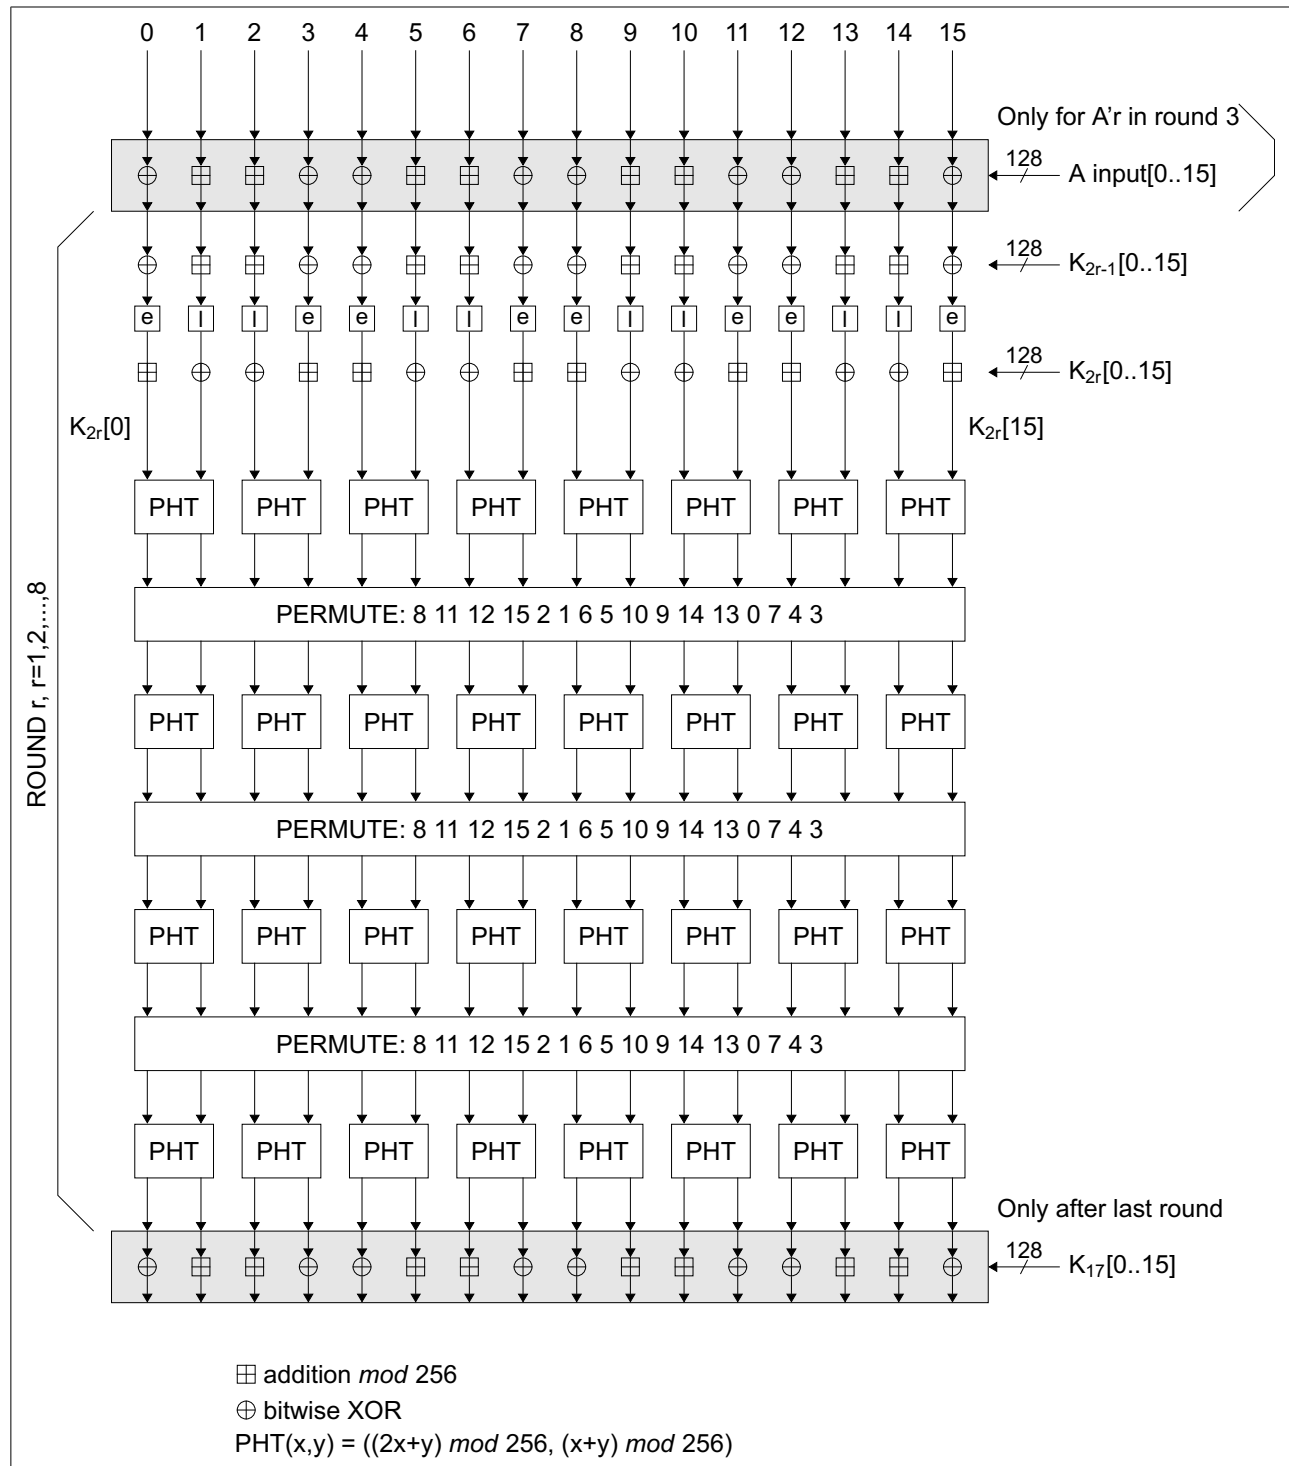 0 1 2 3 4 5 6 7 8 9 10 11 12 13 14 15
Only for A'r in round 3
128
A input[0..15]
128
K2r-1[0..15]
e l l e e l l e e l l e e l l e
128
K2r[0..15]
K2r[0]
K2r[15]
PHT PHT PHT PHT PHT PHT PHT PHT
PERMUTE: 8 11 12 15 2 1 6 5 10 9 14 13 0 7 4 3
ROUND r, r=1,2,...,8
PHT PHT PHT PHT PHT PHT PHT PHT
PERMUTE: 8 11 12 15 2 1 6 5 10 9 14 13 0 7 4 3
PHT PHT PHT PHT PHT PHT PHT PHT
PERMUTE: 8 11 12 15 2 1 6 5 10 9 14 13 0 7 4 3
PHT PHT PHT PHT PHT PHT PHT PHT
Only after last round
128
K17[0..15]
⊞ addition mod 256
⊕ bitwise XOR
PHT(x,y) = ((2x+y) mod 256, (x+y) mod 256)